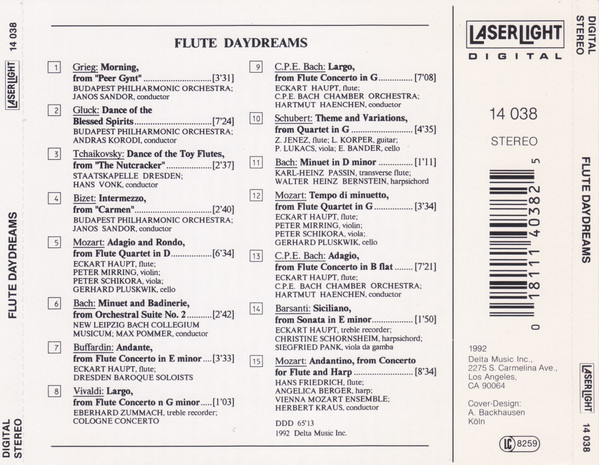 DIGITAL
STEREO
FLUTE DAYDREAMS
LASERLIGHT
14 038
FLUTE DAYDREAMS
1 Grieg: Morning,
from "Peer Gynt" [3'31]
BUDAPEST PHILHARMONIC ORCHESTRA;
JANOS SANDOR, conductor
2 Gluck: Dance of the
Blessed Spirits [7'24]
BUDAPEST PHILHARMONIC ORCHESTRA;
ANDRAS KORODI, conductor
3 Tchaikovsky: Dance of the Toy Flutes,
from "The Nutcracker" [2'37]
STAATSKAPELLE DRESDEN;
HANS VONK, conductor
4 Bizet: Intermezzo,
from "Carmen" [2'40]
BUDAPEST PHILHARMONIC ORCHESTRA;
JANOS SANDOR, conductor
5 Mozart: Adagio and Rondo,
from Flute Quartet in D [6'34]
ECKART HAUPT, flute;
PETER MIRRING, violin;
PETER SCHIKORA, viola;
GERHARD PLUSKWIK, cello
6 Bach: Minuet and Badinerie,
from Orchestral Suite No. 2 [2'42]
NEW LEIPZIG BACH COLLEGIUM
MUSICUM; MAX POMMER, conductor
7 Buffardin: Andante,
from Flute Concerto in E minor [3'33]
ECKART HAUPT, flute;
DRESDEN BAROQUE SOLOISTS
8 Vivaldi: Largo,
from Flute Concerto n G minor [1'03]
EBERHARD ZUMMACH, treble recorder;
COLOGNE CONCERTO
9 C.P.E. Bach: Largo,
from Flute Concerto in G [7'08]
ECKART HAUPT, flute;
C.P.E. BACH CHAMBER ORCHESTRA;
HARTMUT HAENCHEN, conductor
10 Schubert: Theme and Variations,
from Quartet in G [4'35]
Z. JENEZ, flute; L. KORPER, guitar;
P. LUKACS, viola; E. BANDER, cello
11 Bach: Minuet in D minor [1'11]
KARL-HEINZ PASSIN, transverse flute;
WALTER HEINZ BERNSTEIN, harpsichord
12 Mozart: Tempo di minuetto,
from Flute Quartet in G [3'34]
ECKART HAUPT, flute;
PETER MIRRING, violin;
PETER SCHIKORA, viola;
GERHARD PLUSKWIK, cello
13 C.P.E. Bach: Adagio,
from Flute Concerto in B flat [7'21]
ECKART HAUPT, flute;
C.P.E. BACH CHAMBER ORCHESTRA;
HARTMUT HAENCHEN, conductor
14 Barsanti: Siciliano,
from Sonata in E minor [1'50]
ECKART HAUPT, treble recorder;
CHRISTINE SCHORNSHEIM, harpsichord;
SIEGFRIED PANK, viola da gamba
15 Mozart: Andantino, from Concerto
for Flute and Harp [8'34]
HANS FRIEDRICH, flute;
ANGELICA BERGER, harp;
VIENNA MOZART ENSEMBLE;
HERBERT KRAUS, conductor
DDD 65'13
1992 Delta Music Inc.
LASERLIGHT
DIGITAL
14 038
STEREO
0 18111 40382 5
1992
Delta Music Inc.,
2275 S. Carmelina Ave.,
Los Angeles,
CA 90064
Cover-Design:
A. Backhausen
Köln
LC 8259
DIGITAL
STEREO
FLUTE DAYDREAMS
LASERLIGHT
14 038